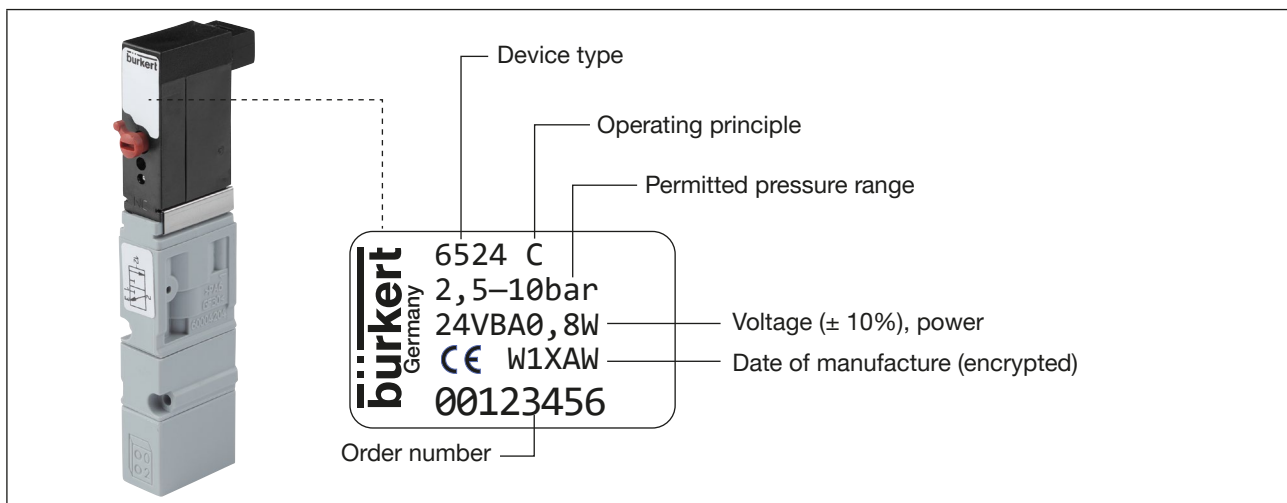 Device type
Operating principle
Permitted pressure range
burkert
6524 C
2,5–10bar
24VBA0,8W
CE W1XAW
00123456
bürkert
Germany
Voltage (± 10%), power
Date of manufacture (encrypted)
Order number